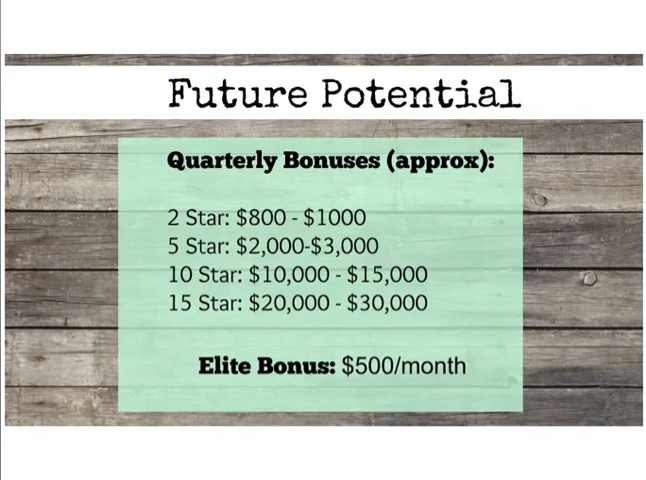 Future Potential
Quarterly Bonuses (approx):
2 Star: $800 - $1000
5 Star: $2,000-$3,000
10 Star: $10,000 - $15,000
15 Star: $20,000 - $30,000
Elite Bonus: $500/month